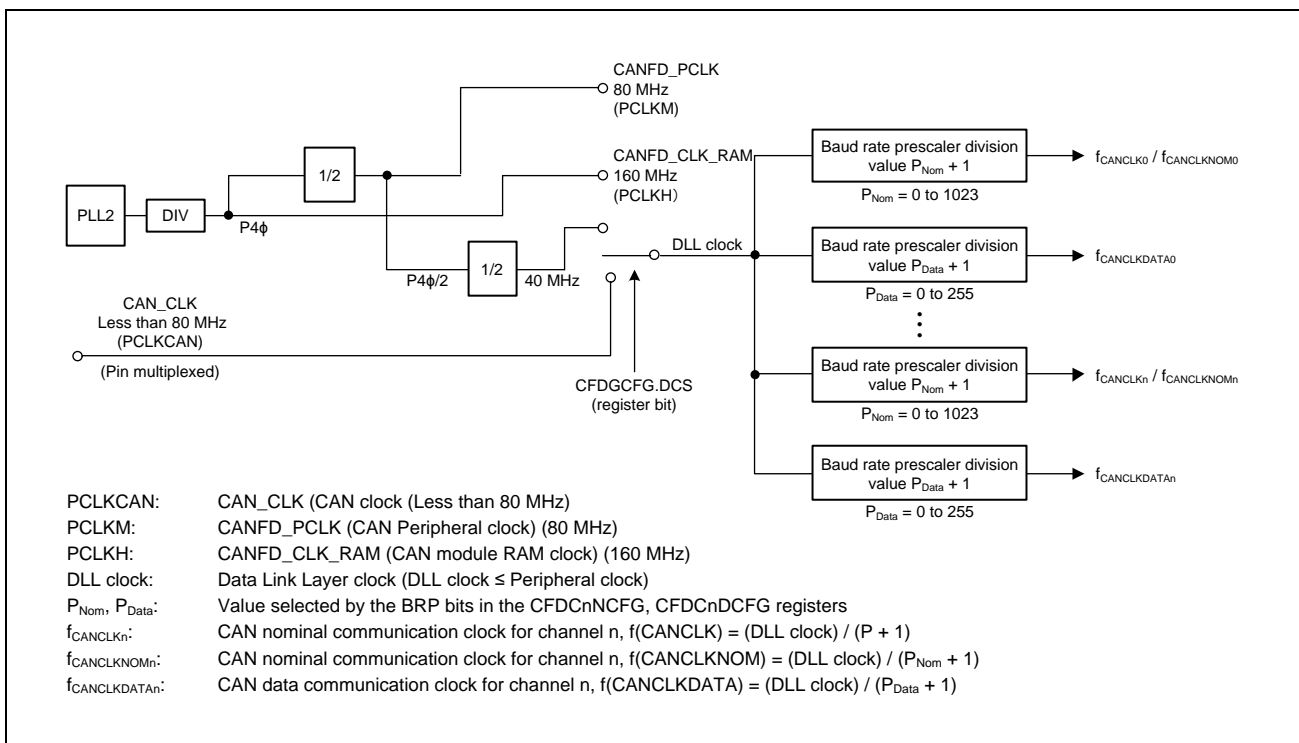 CANFD_PCLK
80 MHz
(PCLKM)
CANFD_CLK_RAM
160 MHz
(PCLKH)
PLL2
DIV
P4ϕ
1/2
P4ϕ/2
1/2
40 MHz
DLL clock
CAN_CLK
Less than 80 MHz
(PCLKCAN)
(Pin multiplexed)
CFDGCFG.DCS
(register bit)
Baud rate prescaler division
value PNom + 1
PNom = 0 to 1023
fCANCLK0 / fCANCLKNOM0
Baud rate prescaler division
value PData + 1
PData = 0 to 255
fCANCLKDATA0
Baud rate prescaler division
value PNom + 1
PNom = 0 to 1023
fCANCLKn / fCANCLKNOMn
Baud rate prescaler division
value PData + 1
PData = 0 to 255
fCANCLKDATAn
PCLKCAN: CAN_CLK (CAN clock (Less than 80 MHz)
PCLKM: CANFD_PCLK (CAN Peripheral clock) (80 MHz)
PCLKH: CANFD_CLK_RAM (CAN module RAM clock) (160 MHz)
DLL clock: Data Link Layer clock (DLL clock ≤ Peripheral clock)
PNom, PData: Value selected by the BRP bits in the CFDCnNCFG, CFDCnDCFG registers
fCANCLKn: CAN nominal communication clock for channel n, f(CANCLK) = (DLL clock) / (P + 1)
fCANCLKNOMn: CAN nominal communication clock for channel n, f(CANCLKNOM) = (DLL clock) / (PNom + 1)
fCANCLKDATAn: CAN data communication clock for channel n, f(CANCLKDATA) = (DLL clock) / (PData + 1)